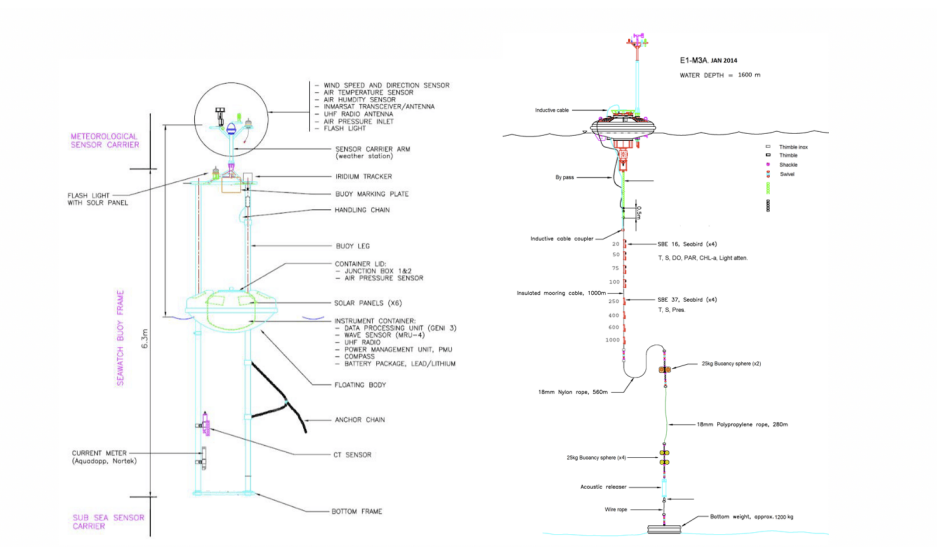 - WIND SPEED AND DIRECTION SENSOR
- AIR TEMPERATURE SENSOR
- AIR HUMDITY SENSOR
- INMARSAT TRANSCEIVER/ANTENNA
- UHF RADIO ANTENNA
- AIR PRESSURE INLET
- FLASH LIGHT
METEOROLOGICAL
SENSOR CARRIER
SENSOR CARRIER ARM
(weather station)
IRIDIUM TRACKER
FLASH LIGHT
WITH SOLR PANEL
BUOY MARKING PLATE
HANDLING CHAIN
BUOY LEG
CONTAINER LID:
- JUNCTION BOX 1&2
- AIR PRESSURE SENSOR
SOLAR PANELS (X6)
SEAWATCH BUOY FRAME
6.3m
INSTRUMENT CONTAINER:
- DATA PROCESSING UNIT (GENI 3)
- WAVE SENSOR (MRU-4)
- UHF RADIO
- POWER MANAGEMENT UNIT, PMU
- COMPASS
- BATTERY PACKAGE, LEAD/LITHIUM
FLOATING BODY
ANCHOR CHAIN
CT SENSOR
CURRENT METER
(Aquadopp, Nortek)
BOTTOM FRAME
SUB SEA SENSOR
CARRIER
E1-M3A, JAN 2014
WATER DEPTH = 1600 m
Inductive cable
Thimble inox
Thimble
Shackle
Swivel
By pass
0,5m
Inductive cable coupler
20
50
75
100
250
400
600
1000
SBE 16, Seabird (x4)
T, S, DO, PAR, CHL-a, Light atten.
Insulated mooring cable, 1000m
SBE 37, Seabird (x4)
T, S, Pres.
25kg Buoancy sphere (x2)
18mm Nylon rope, 560m
18mm Polypropylene rope, 280m
25kg Buoancy sphere (x4)
Acoustic releaser
Wire rope
Bottom weight, approx.1200 kg